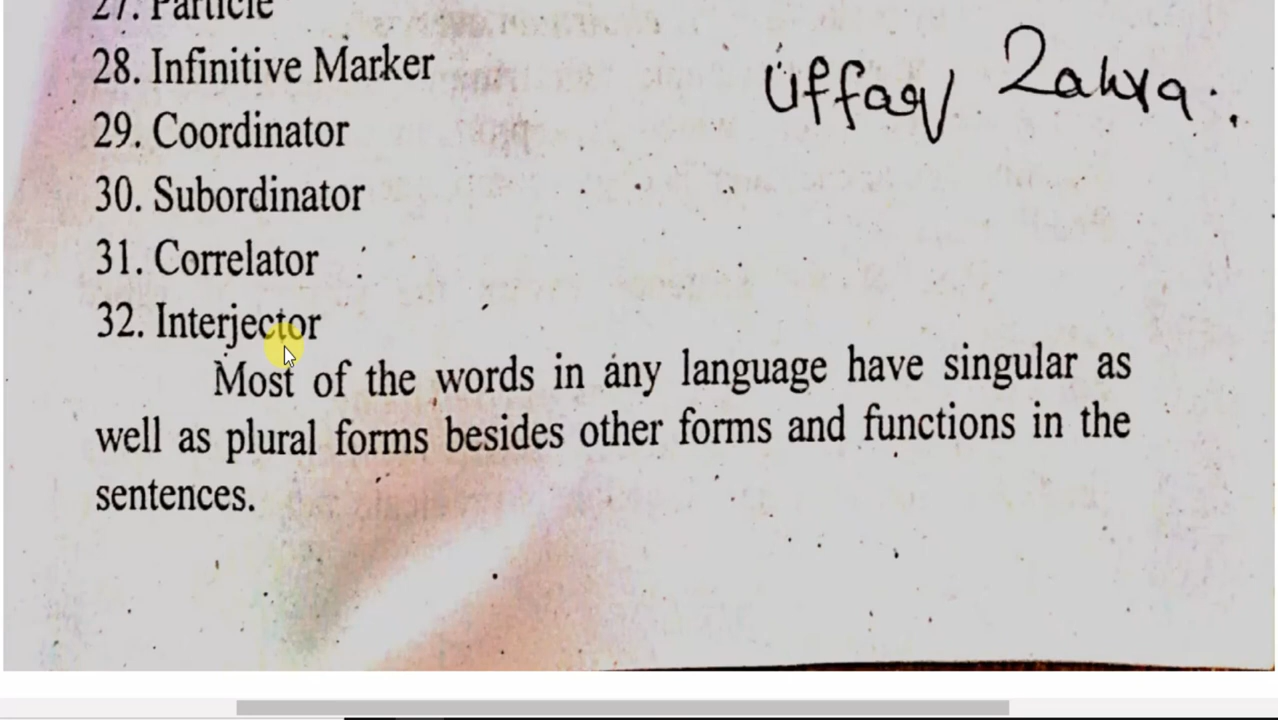 27. Particle
28. Infinitive Marker
Zahra
29. Coordinator
30. Subordinator
31. Correlator
32. Interjector
Most of the words in any language have singular as
well as plural forms besides other forms and functions in the
sentences.